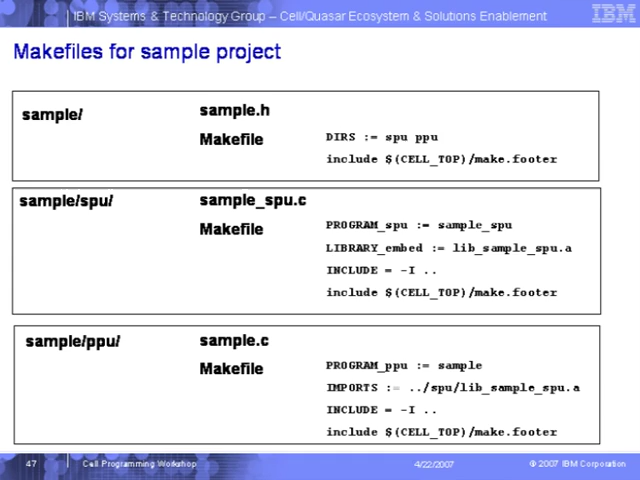 IBM Systems & Technology Group – Cell/Quasar Ecosystem & Solutions Enablement
IBM
Makefiles for sample project
sample/
sample.h
Makefile
DIRS := spu ppu
include $(CELL_TOP)/make.footer
sample/spu/
sample_spu.c
Makefile
PROGRAM_spu := sample_spu
LIBRARY_embed := lib_sample_spu.a
INCLUDE = -I ..
include $(CELL_TOP)/make.footer
sample/ppu/
sample.c
Makefile
PROGRAM_ppu := sample
IMPORTS := ../spu/lib_sample_spu.a
INCLUDE = -I ..
include $(CELL_TOP)/make.footer
47
Cell Programming Workshop
4/22/2007
© 2007 IBM Corporation